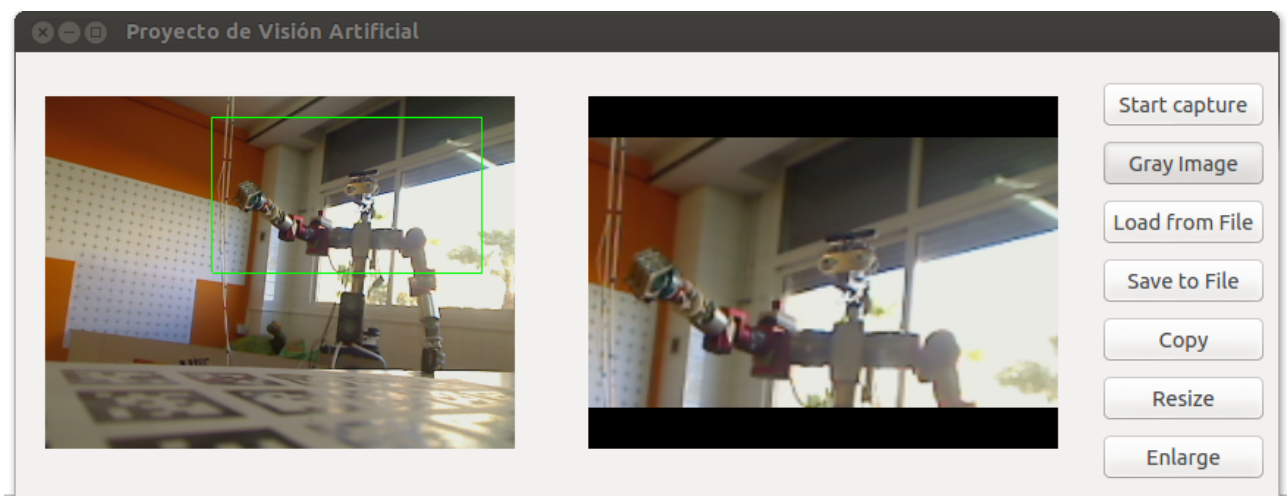 Proyecto de Visión Artificial
Start capture
Gray Image
Load from File
Save to File
Copy
Resize
Enlarge